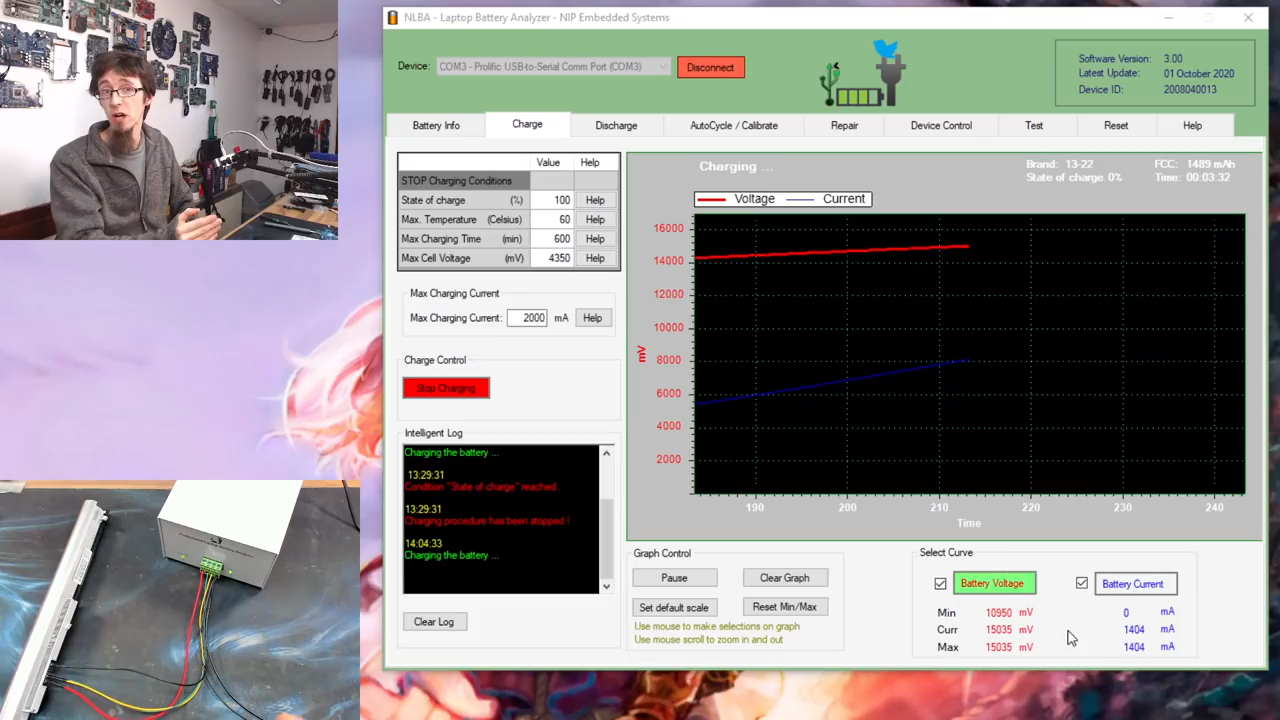 NLBA - Laptop Battery Analyzer - NIP Embedded Systems
Device: COM3 - Prolific USB-to-Serial Comm Port (COM3) Disconnect
Software Version: 3.00
Latest Update: 01 October 2020
Device ID: 2008040013
Battery Info Charge Discharge AutoCycle / Calibrate Repair Device Control Test Reset Help
Value Help
STOP Charging Conditions
State of charge (%) 100 Help
Max. Temperature (Celsius) 60 Help
Max Charging Time (min) 600 Help
Max Cell Voltage (mV) 4350 Help
Max Charging Current
Max Charging Current: 2000 mA Help
Charge Control
Stop Charging
Intelligent Log
Charging the battery ...
13:29:31
Condition "State of charge" reached
13:29:31
Charging procedure has been stopped !
14:04:33
Charging the battery ...
Clear Log
Charging ...
Brand: 13-22 FCC: 1489 mAh
State of charge: 0% Time: 00:03:32
Voltage Current
16000
14000
12000
10000
mV
8000
6000
4000
2000
190 200 210 220 230 240
Time
Graph Control
Pause Clear Graph
Set default scale Reset Min/Max
Use mouse to make selections on graph
Use mouse scroll to zoom in and out
Select Curve
Battery Voltage Battery Current
Min 10950 mV 0 mA
Curr 15035 mV 1404 mA
Max 15035 mV 1404 mA